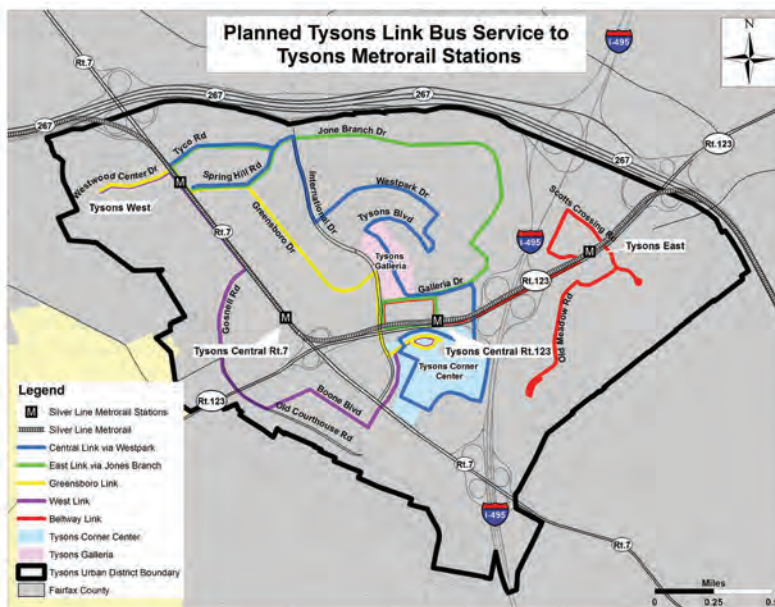 Planned Tysons Link Bus Service to
Tysons Metrorail Stations
N
I-495
Rt.7
267
267
Rt.123
267
Jone Branch Dr
Tyco Rd
Spring Hill Rd
Westwood Center Dr
Westpark Dr
International Dr
Scotts Crossing Rd
M
Tysons West
Tysons Blvd
Greensboro Dr
I-495
M
Tysons East
Rt.7
Tysons
Galleria
Galleria Dr
Rt.123
Gosnell Rd
M
M
Old Meadow Rd
Tysons Central Rt.7
Tysons Central Rt.123
Tysons Corner
Center
Legend
M Silver Line Metrorail Stations
Silver Line Metrorail
Central Link via Westpark
East Link via Jones Branch
Greensboro Link
West Link
Beltway Link
Tysons Corner Center
Tysons Galleria
Tysons Urban District Boundary
Fairfax County
Rt.123
Boone Blvd
Old Courthouse Rd
Rt.7
I-495
Rt.7
Miles
0 0.25